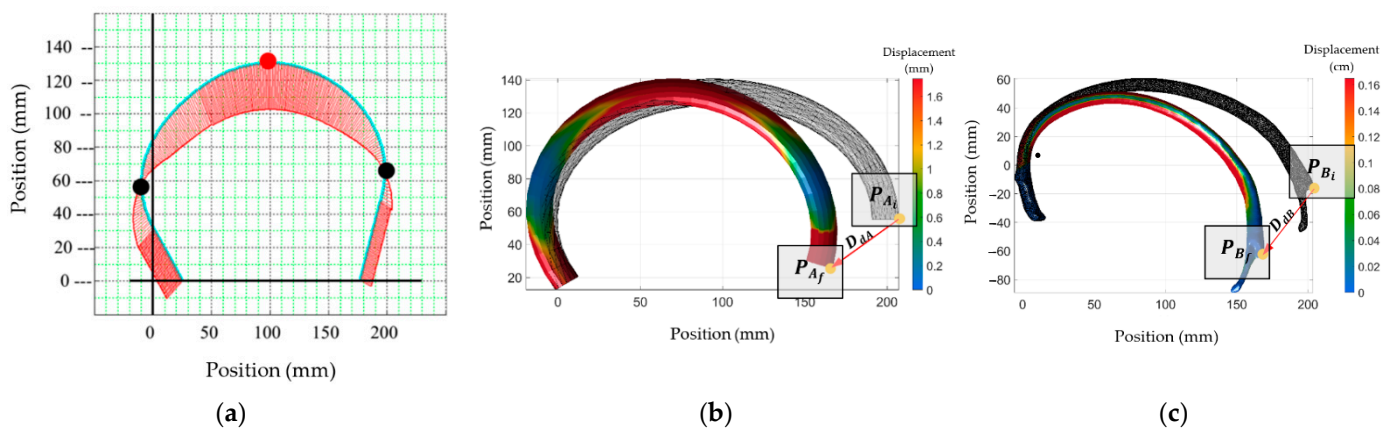 140
120
100
80
60
40
20
0
Position (mm)
0 50 100 150 200
Position (mm)
(a)
Displacement
(mm)
140
120
100
80
60
40
20
Position (mm)
0 50 100 150 200
Position (mm)
1.6
1.4
1.2
1
0.8
0.6
0.4
0.2
0
P_{A_i}
D_{dA}
P_{A_f}
(b)
Displacement
(cm)
60
40
20
0
−20
−40
−60
−80
Position (mm)
0 50 100 150 200
Position (mm)
0.16
0.14
0.12
0.1
0.08
0.06
0.04
0.02
0
P_{B_i}
D_{dB}
P_{B_f}
(c)